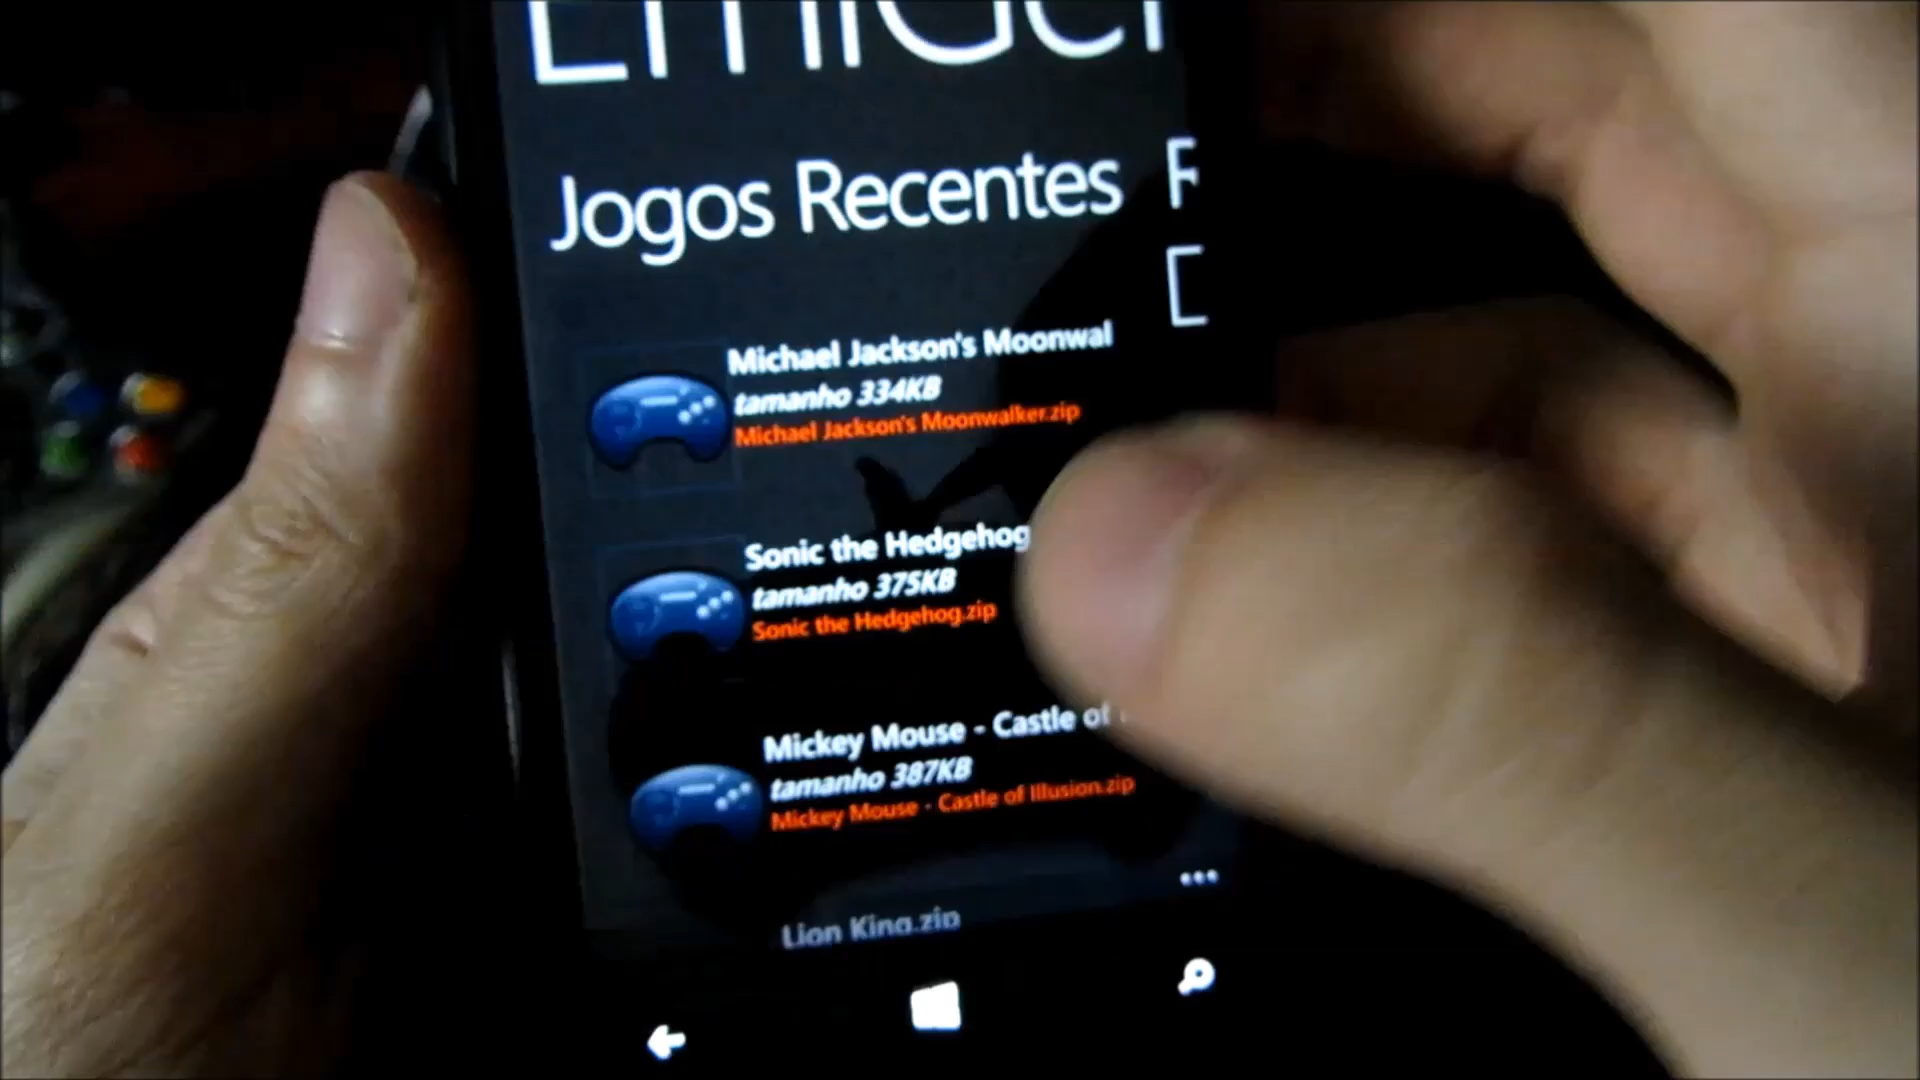 EmiGen
Jogos Recentes
Michael Jackson's Moonwal
tamanho 334KB
Michael Jackson's Moonwalker.zip
Sonic the Hedgehog
tamanho 375KB
Sonic the Hedgehog.zip
Mickey Mouse - Castle of
tamanho 387KB
Mickey Mouse - Castle of Illusion.zip
Lion King.zip